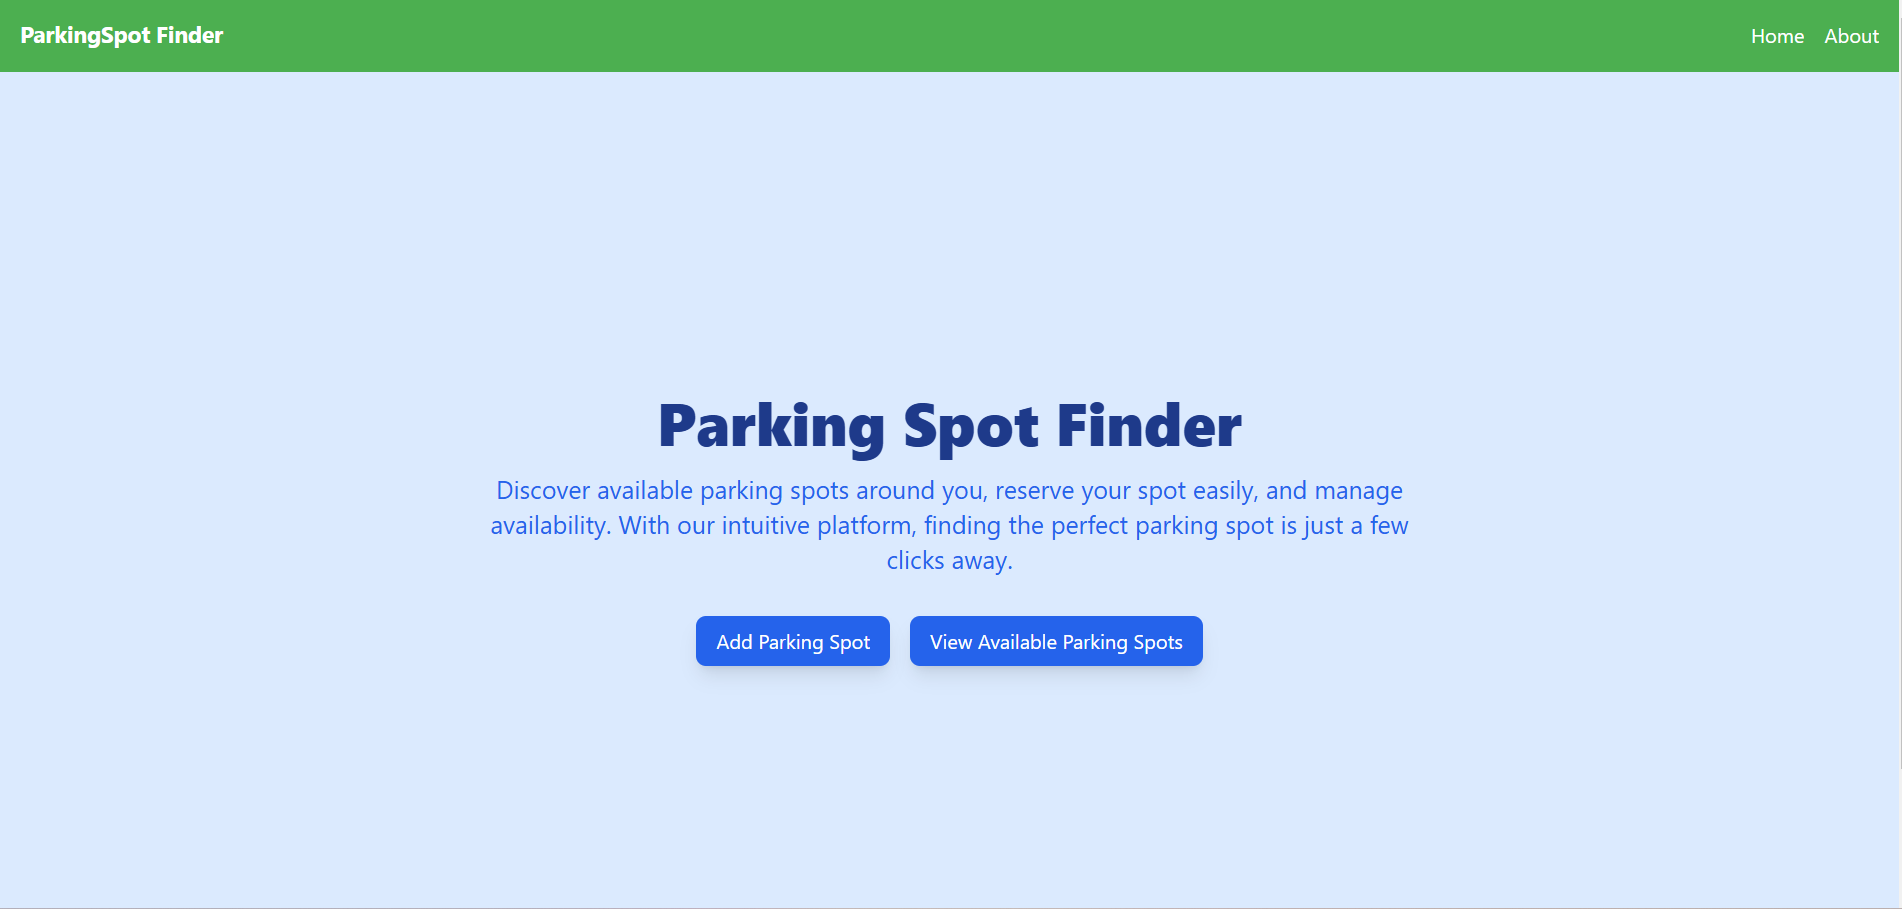 ParkingSpot Finder
Home About
Parking Spot Finder
Discover available parking spots around you, reserve your spot easily, and manage
availability. With our intuitive platform, finding the perfect parking spot is just a few
clicks away.
Add Parking Spot
View Available Parking Spots